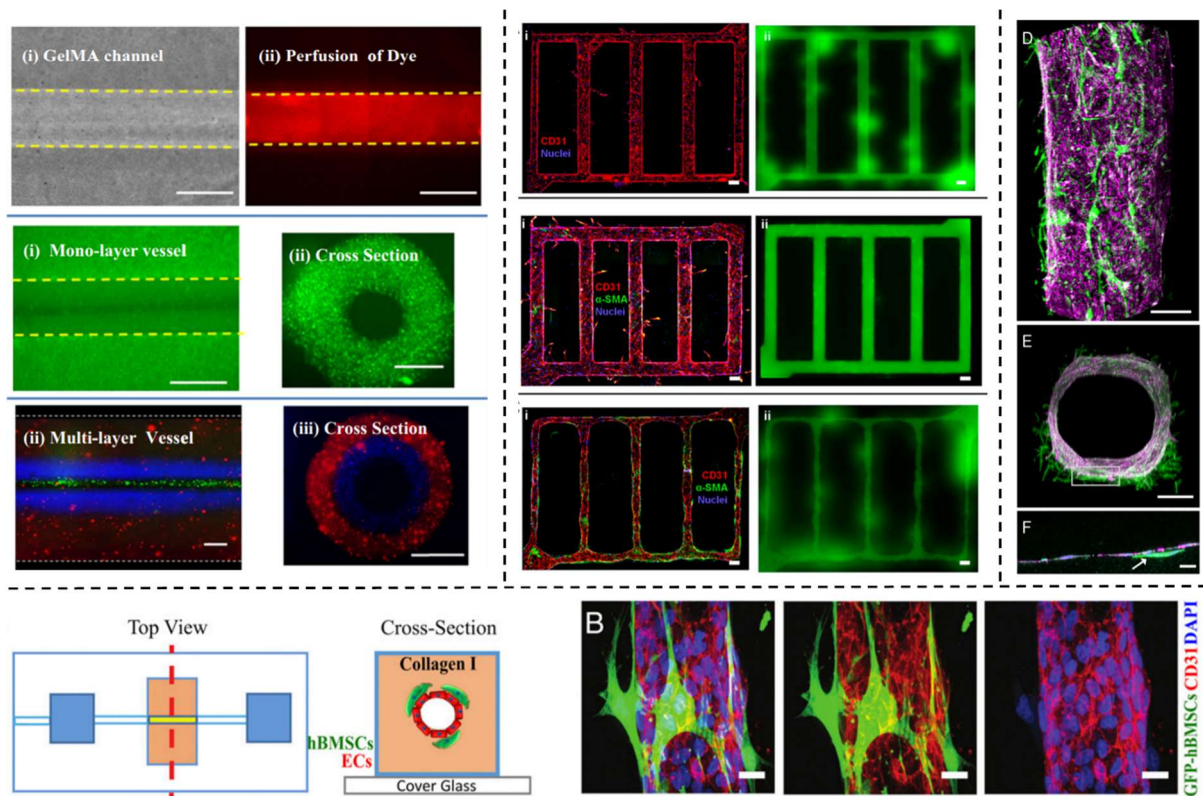 (i) GelMA channel
(ii) Perfusion of Dye
(i) Mono-layer vessel
(ii) Cross Section
(ii) Multi-layer Vessel
(iii) Cross Section
i
CD31
Nuclei
ii
i
CD31
α-SMA
Nuclei
ii
i
CD31
α-SMA
Nuclei
ii
D
E
F
Top View
Cross-Section
Collagen I
hBMSCs
ECs
Cover Glass
B
GFP-hBMSCs CD31 DAPI